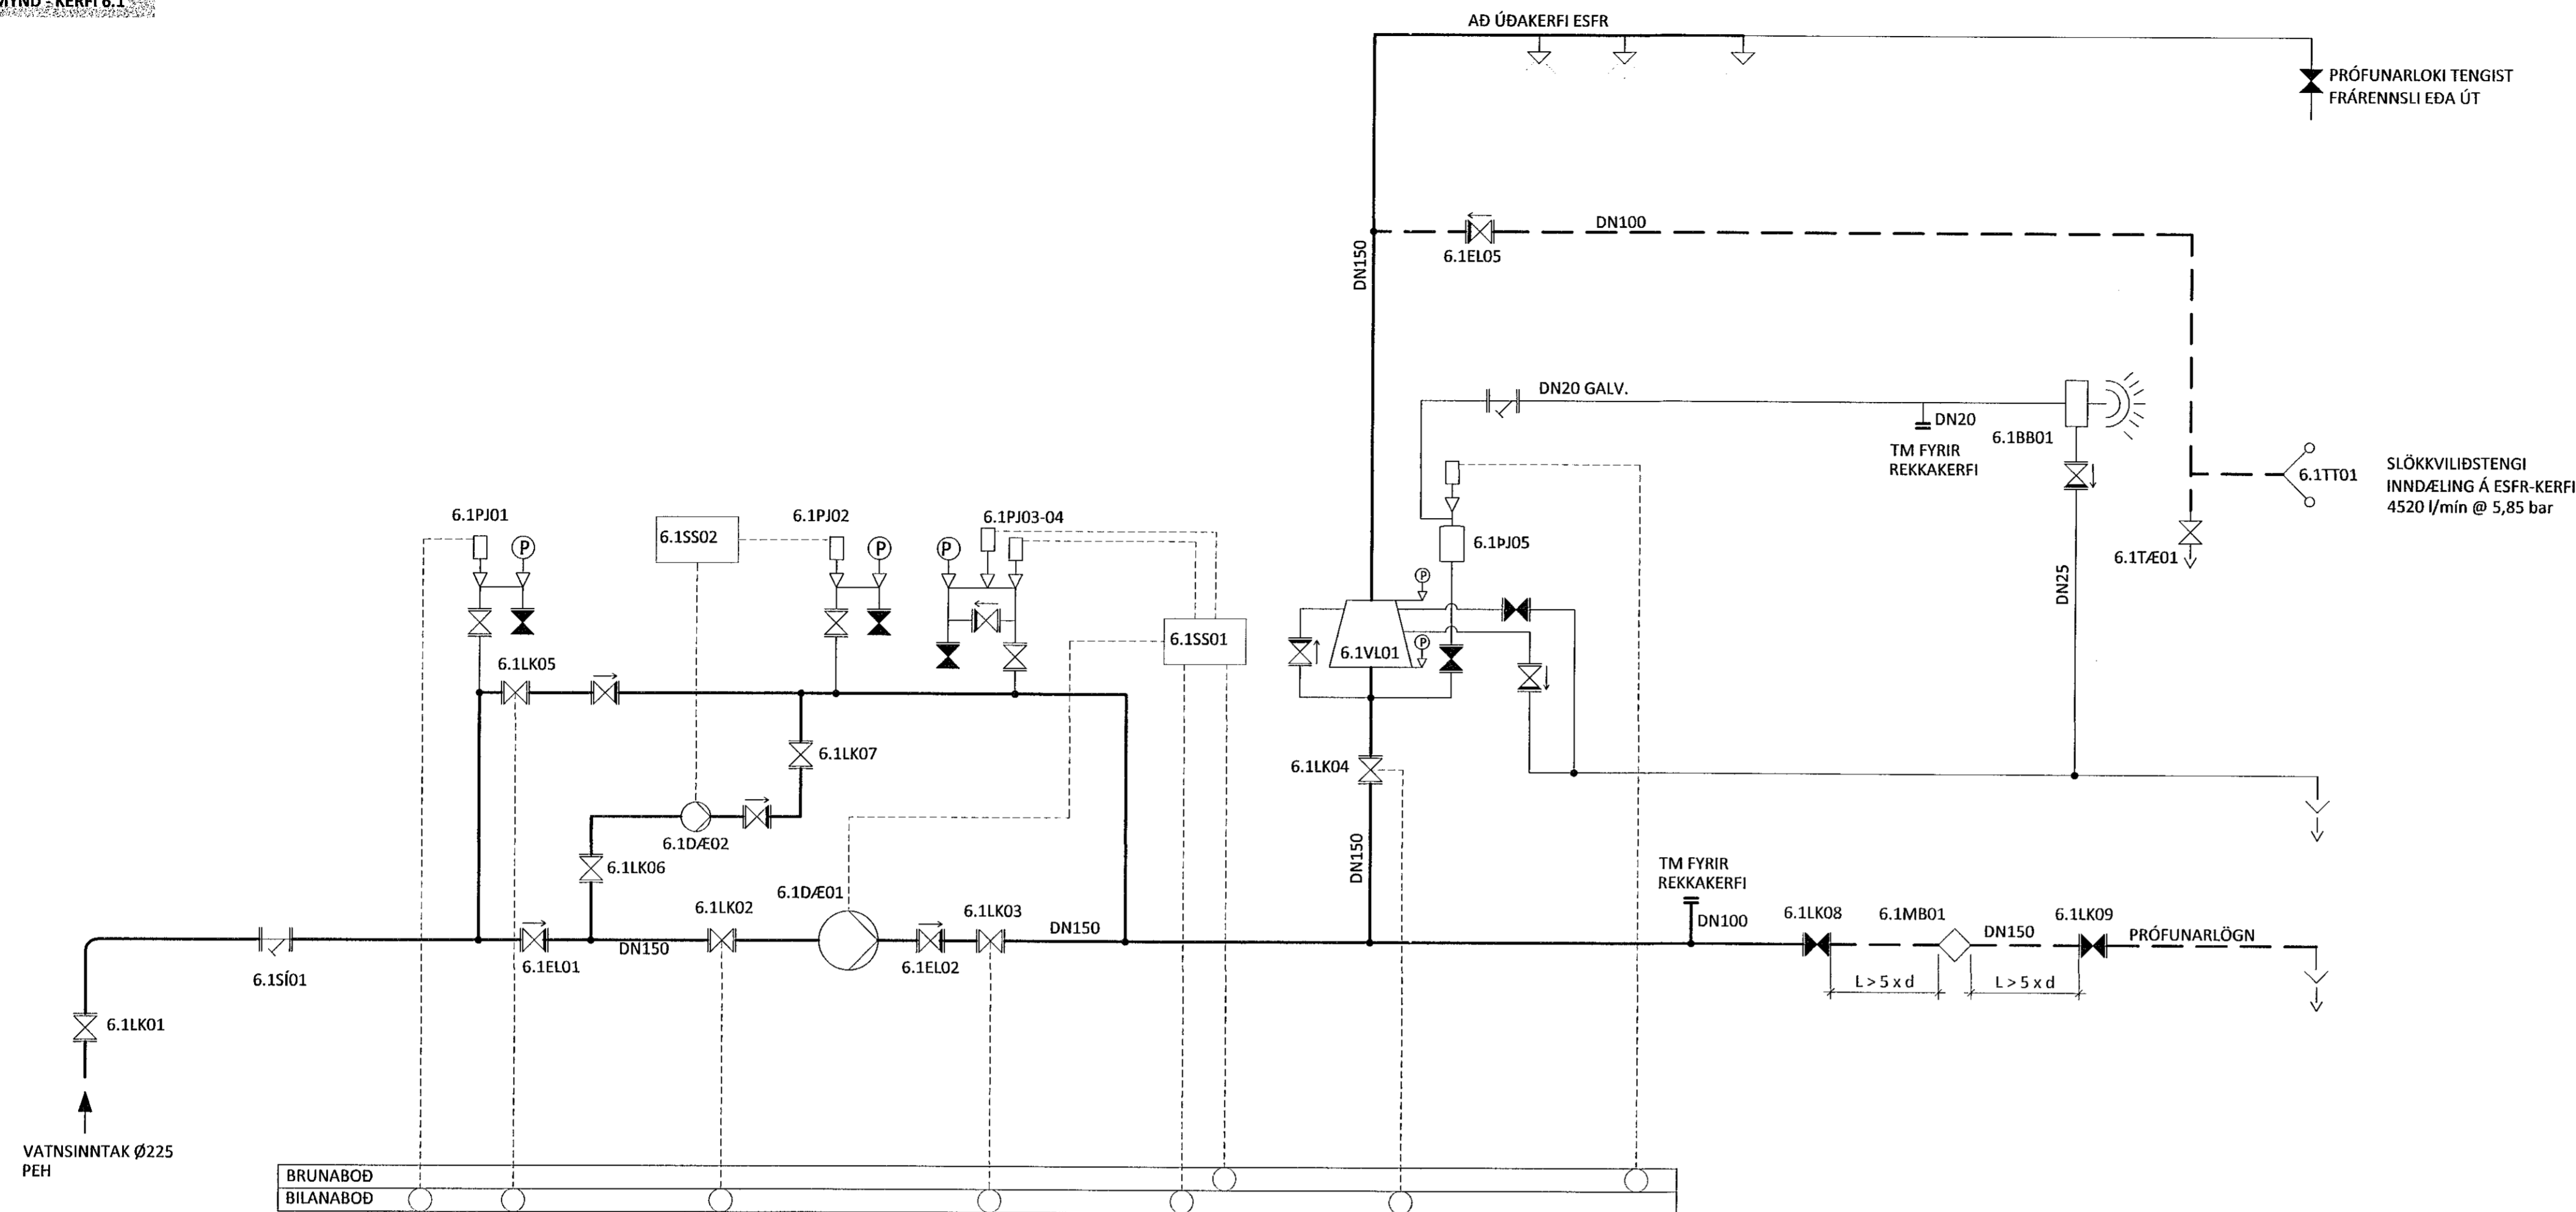 MYND - KERFI 6.1
AÐ ÚÐAKERFI ESFR
PRÓFUNARLOKI TENGIST
FRÁRENNSLI EÐA ÚT
DN100
6.1EL05
DN150
DN20 GALV.
DN20
TM FYRIR
REKKAKERFI
6.1BB01
6.1TT01
SLÖKKVILIÐSTENGI
INNDÆLING Á ESFR-KERFI
4520 l/mín @ 5,85 bar
6.1TÆ01
DN25
6.1PJ01
P
6.1SS02
6.1PJ02
P
P
6.1PJ03-04
6.1ÞJ05
P
P
6.1SS01
6.1VL01
6.1LK05
6.1LK07
6.1LK04
6.1DÆ02
6.1LK06
6.1DÆ01
6.1LK02
6.1LK03
DN150
DN150
TM FYRIR
REKKAKERFI
DN100
6.1LK08
6.1MB01
6.1LK09
DN150
PRÓFUNARLÖGN
L > 5 x d
L > 5 x d
6.1SÍ01
6.1EL01
DN150
6.1EL02
6.1LK01
VATNSINNTAK Ø225
PEH
BRUNABOÐ
BILANABOÐ